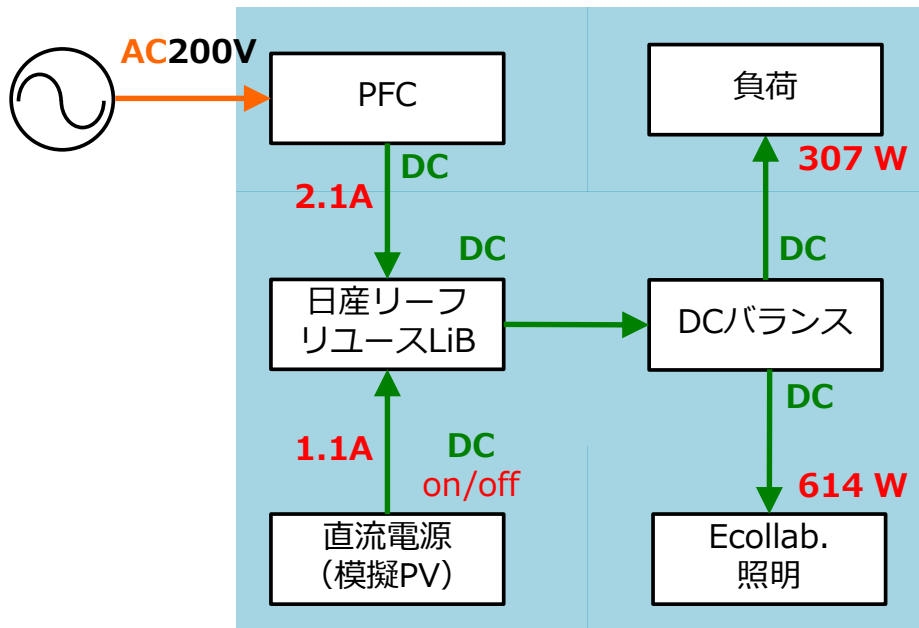 AC200V
PFC
負荷
DC
307 W
2.1A
DC
DC
日産リーフ
リユースLiB
DCバランス
DC
1.1A
DC
on/off
614 W
直流電源
（模擬PV）
Ecollab.
照明